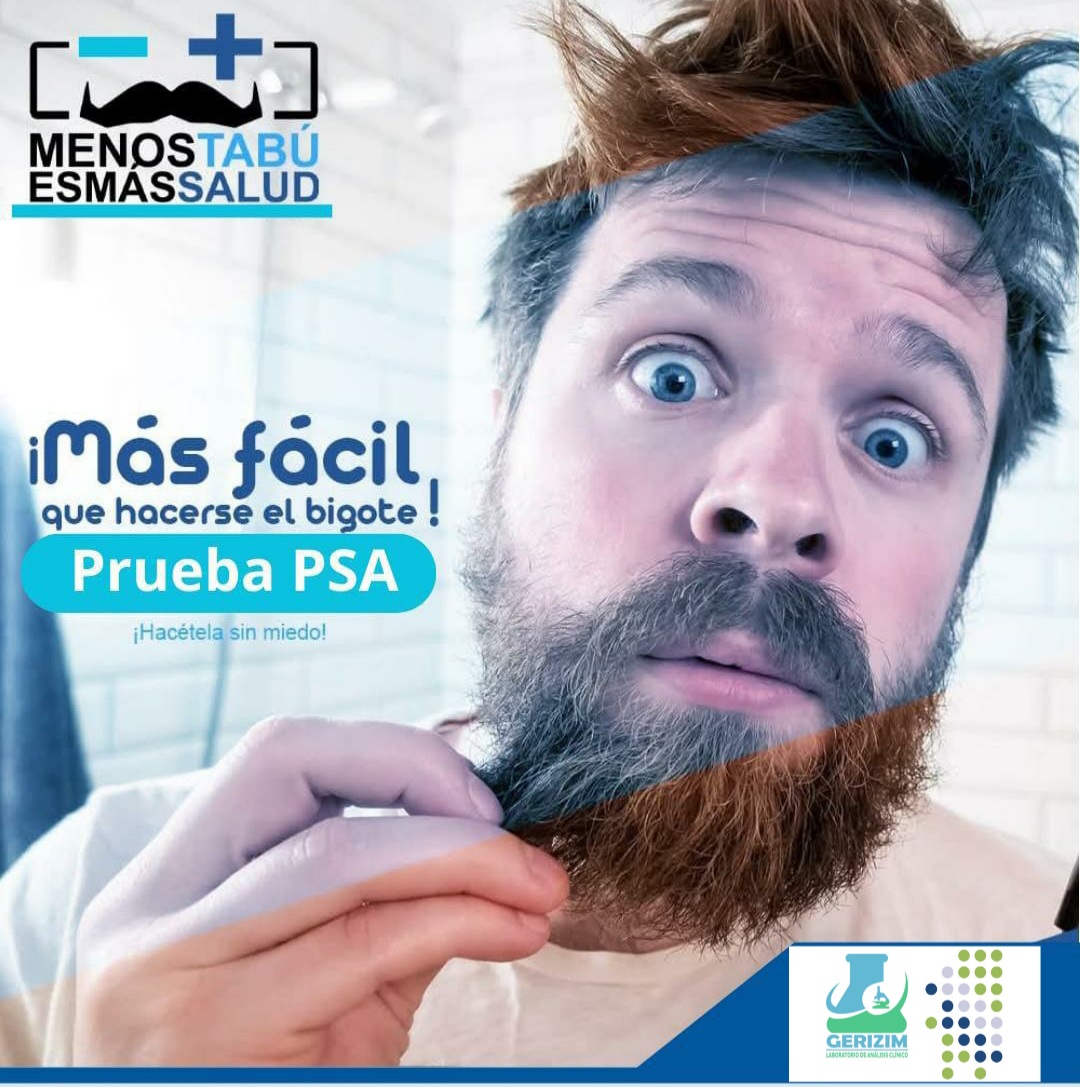 MENOSTABÚ
ESMÁSSALUD
¡Más fácil
que hacerse el bigote!
Prueba PSA
¡Hacétela sin miedo!
GERIZIM
LABORATORIO DE ANÁLISIS CLÍNICO